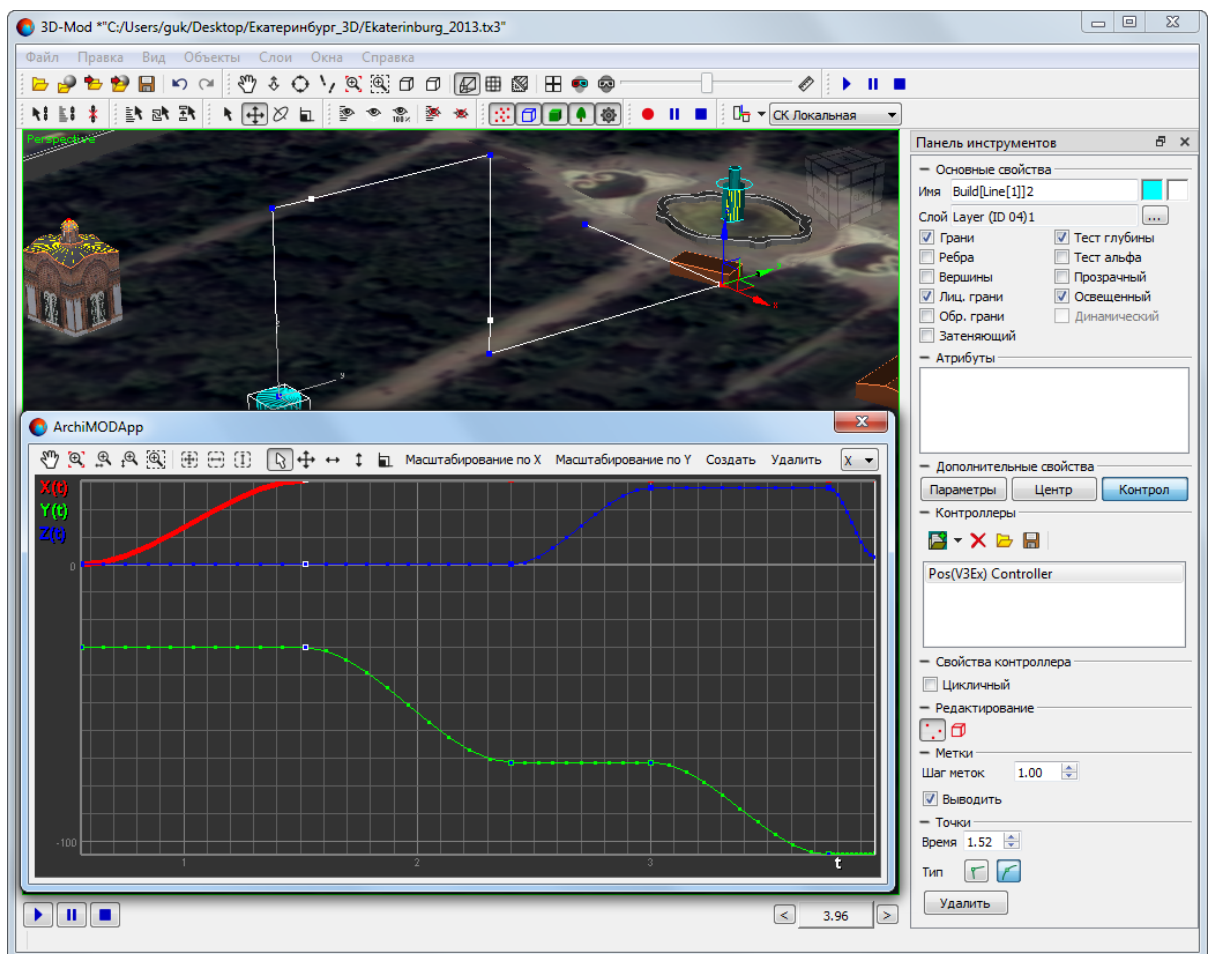 3D-Mod *"C:/Users/guk/Desktop/Екатеринбург_3D/Ekaterinburg_2013.tx3"
Файл Правка Вид Объекты Слои Окна Справка
100%
СК Локальная
Perspective
x
y
z
Панель инструментов
Основные свойства
Имя Build[Line[1]]2
Слой Layer (ID 04)1 ...
Грани Тест глубины
Ребра Тест альфа
Вершины Прозрачный
Лиц. грани Освещенный
Обр. грани Динамический
Затеняющий
Атрибуты
Дополнительные свойства
Параметры Центр Контрол
Контроллеры
Pos(V3Ex) Controller
Свойства контроллера
Цикличный
Редактирование
Метки
Шаг меток 1.00
Выводить
Точки
Время 1.52
Тип
Удалить
ArchiMODApp
Масштабирование по X Масштабирование по Y Создать Удалить X
X(t)
Y(t)
Z(t)
0
-100
1 2 3 t
< 3.96 >